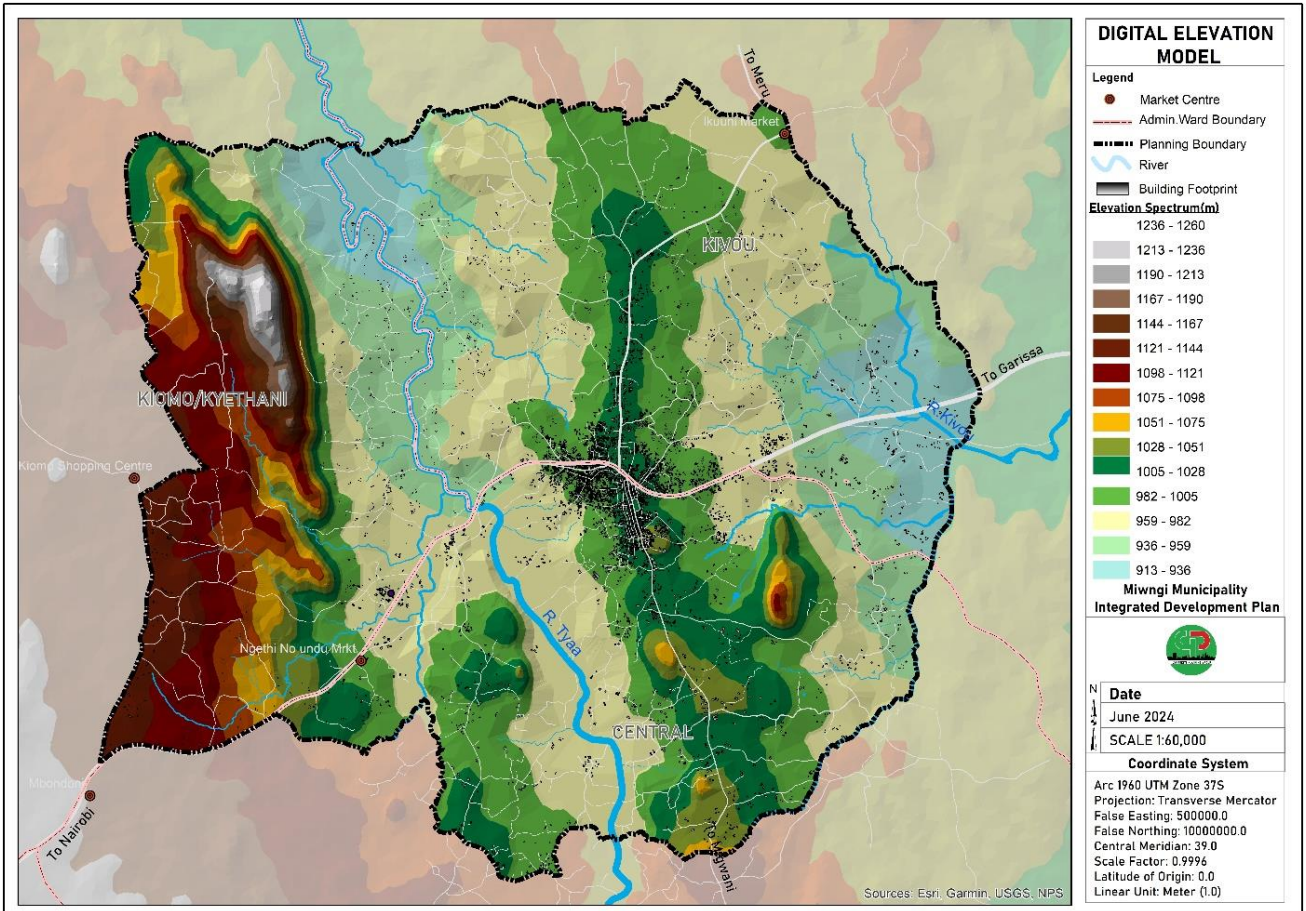 To Meru
Ikuuni Market
KIVOU
To Garissa
R.Kivou
KIOMO/KYETHANI
Kiomo Shopping Centre
Ngethi No undu Mrkt
R. Tyaa
CENTRAL
Mbondoni
To Nairobi
To Migwani
Sources: Esri, Garmin, USGS, NPS
DIGITAL ELEVATION
MODEL
Legend
Market Centre
Admin.Ward Boundary
Planning Boundary
River
Building Footprint
Elevation Spectrum(m)
1236 - 1260
1213 - 1236
1190 - 1213
1167 - 1190
1144 - 1167
1121 - 1144
1098 - 1121
1075 - 1098
1051 - 1075
1028 - 1051
1005 - 1028
982 - 1005
959 - 982
936 - 959
913 - 936
Miwngi Municipality
Integrated Development Plan
N
Date
June 2024
SCALE 1:60,000
Coordinate System
Arc 1960 UTM Zone 37S
Projection: Transverse Mercator
False Easting: 500000.0
False Northing: 10000000.0
Central Meridian: 39.0
Scale Factor: 0.9996
Latitude of Origin: 0.0
Linear Unit: Meter (1.0)